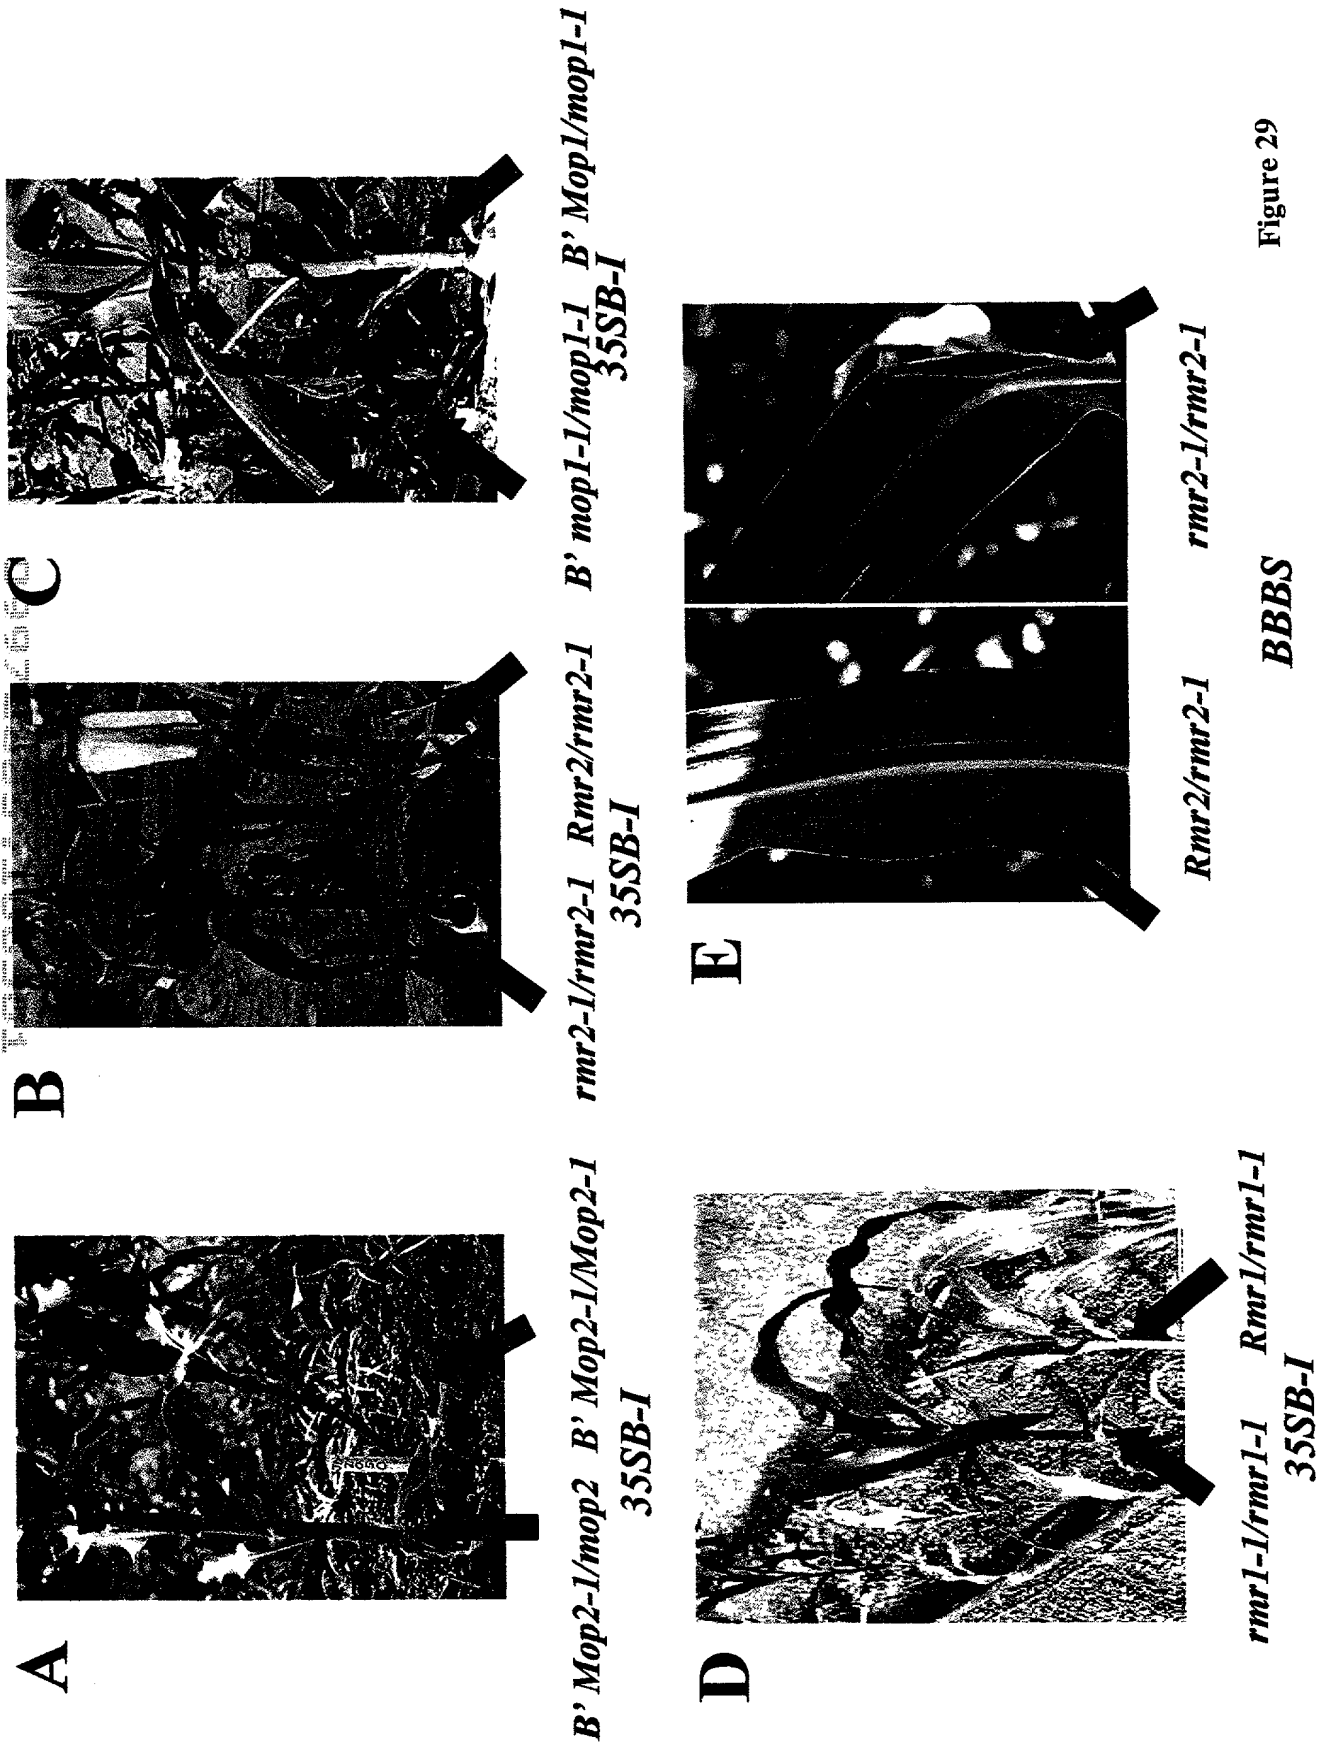 A
B
C
B' Mop2-1/mop2 B' Mop2-1/Mop2-1
35SB-I
rmr2-1/rmr2-1 Rmr2/rmr2-1
35SB-I
B' mop1-1/mop1-1 B' Mop1/mop1-1
35SB-I
D
E
rmr1-1/rmr1-1 Rmr1/rmr1-1
35SB-I
Rmr2/rmr2-1 rmr2-1/rmr2-1
BBBS
Figure 29